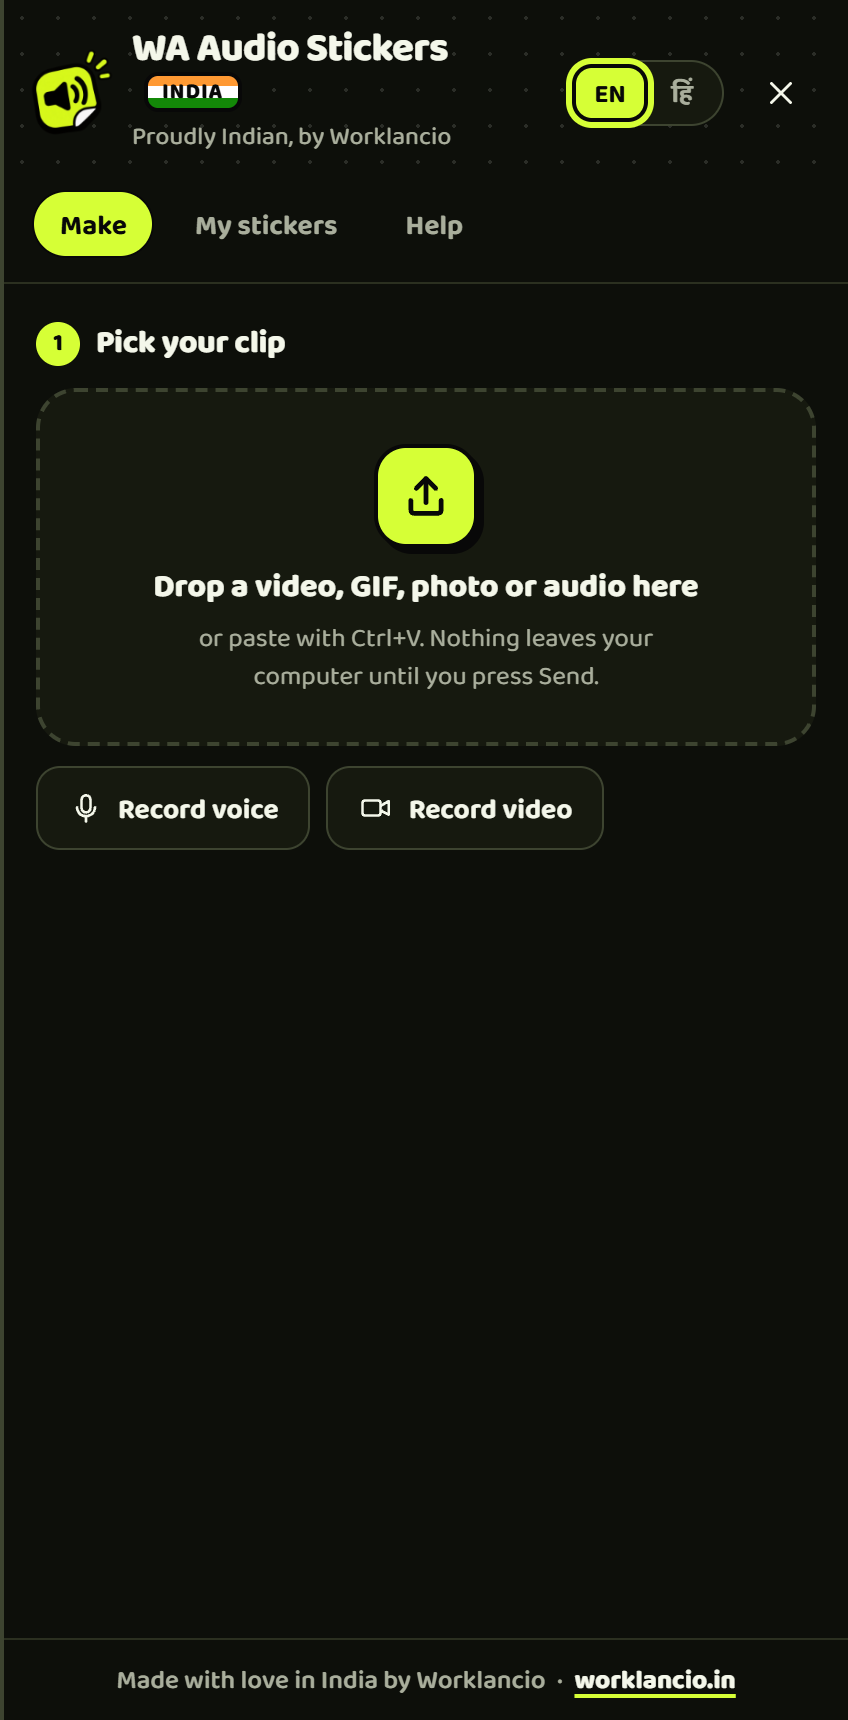 WA Audio Stickers
INDIA
Proudly Indian, by Worklancio
EN हिं
Make My stickers Help
1 Pick your clip
Drop a video, GIF, photo or audio here
or paste with Ctrl+V. Nothing leaves your
computer until you press Send.
Record voice Record video
Made with love in India by Worklancio · worklancio.in